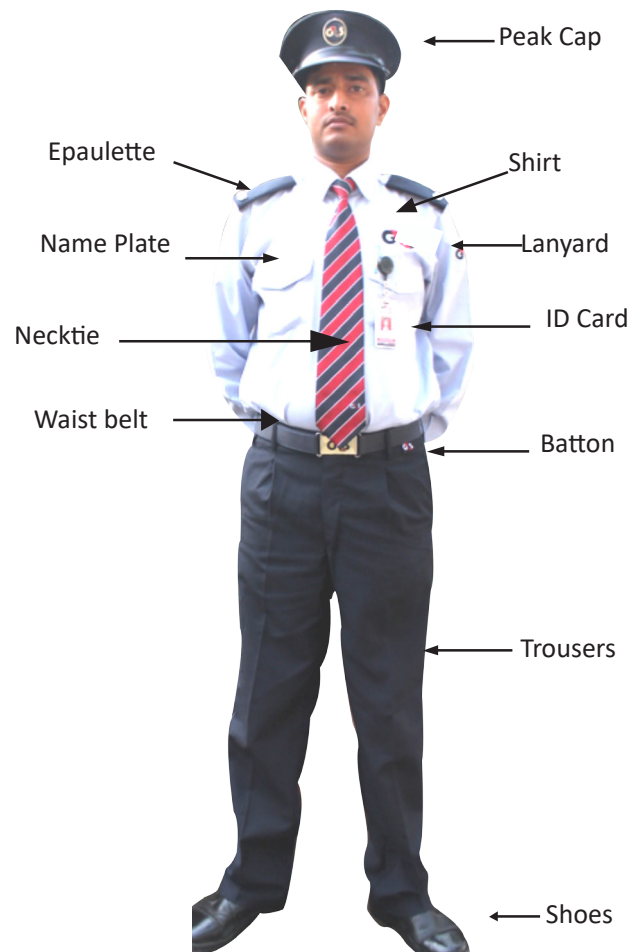 Peak Cap
Epaulette
Shirt
Name Plate
Lanyard
ID Card
Necktie
Waist belt
Batton
Trousers
Shoes